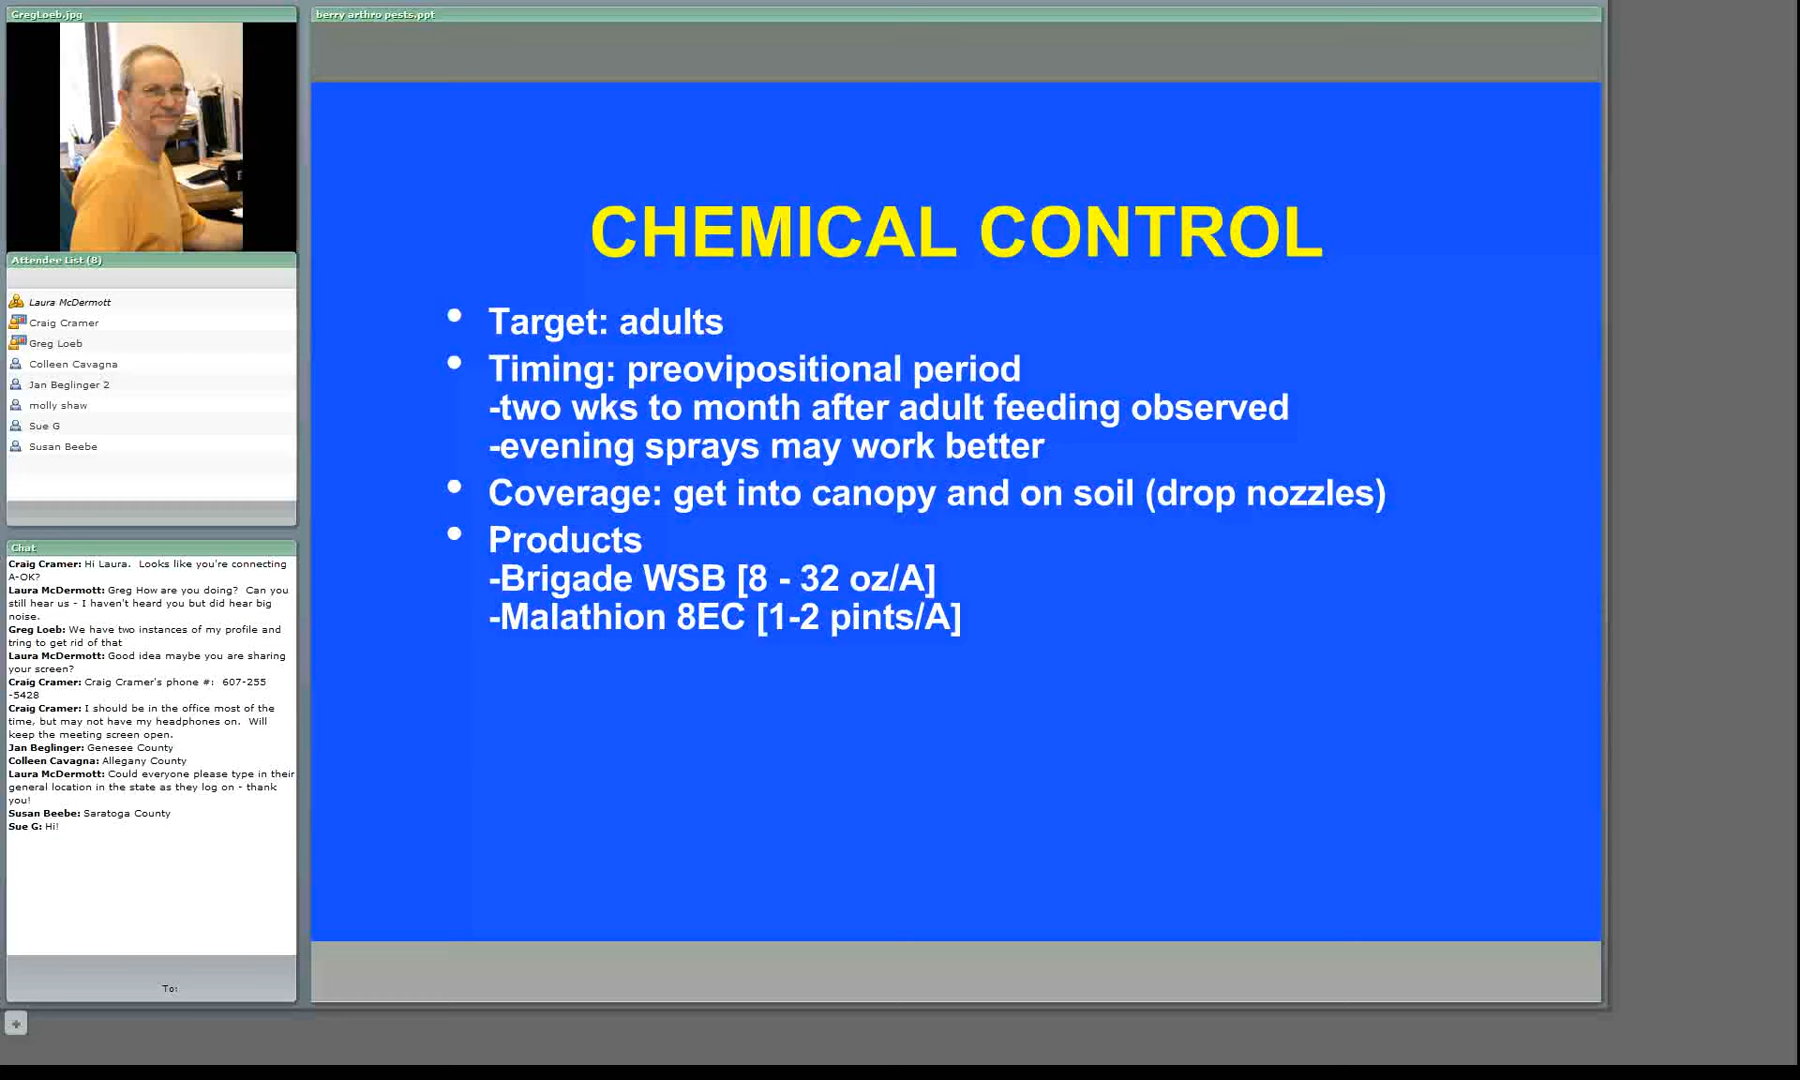 GregLoeb.jpg
Attendee List (8)
Laura McDermott
Craig Cramer
Greg Loeb
Colleen Cavagna
Jan Beglinger 2
molly shaw
Sue G
Susan Beebe
Chat
Craig Cramer: Hi Laura. Looks like you're connecting
A-OK?
Laura McDermott: Greg How are you doing? Can you
still hear us - I haven't heard you but did hear big
noise.
Greg Loeb: We have two instances of my profile and
tring to get rid of that
Laura McDermott: Good idea maybe you are sharing
your screen?
Craig Cramer: Craig Cramer's phone #: 607-255
-5428
Craig Cramer: I should be in the office most of the
time, but may not have my headphones on. Will
keep the meeting screen open.
Jan Beglinger: Genesee County
Colleen Cavagna: Allegany County
Laura McDermott: Could everyone please type in their
general location in the state as they log on - thank
you!
Susan Beebe: Saratoga County
Sue G: Hi!
To:
berry arthro pests.ppt
CHEMICAL CONTROL
• Target: adults
• Timing: preovipositional period
-two wks to month after adult feeding observed
-evening sprays may work better
• Coverage: get into canopy and on soil (drop nozzles)
• Products
-Brigade WSB [8 - 32 oz/A]
-Malathion 8EC [1-2 pints/A]